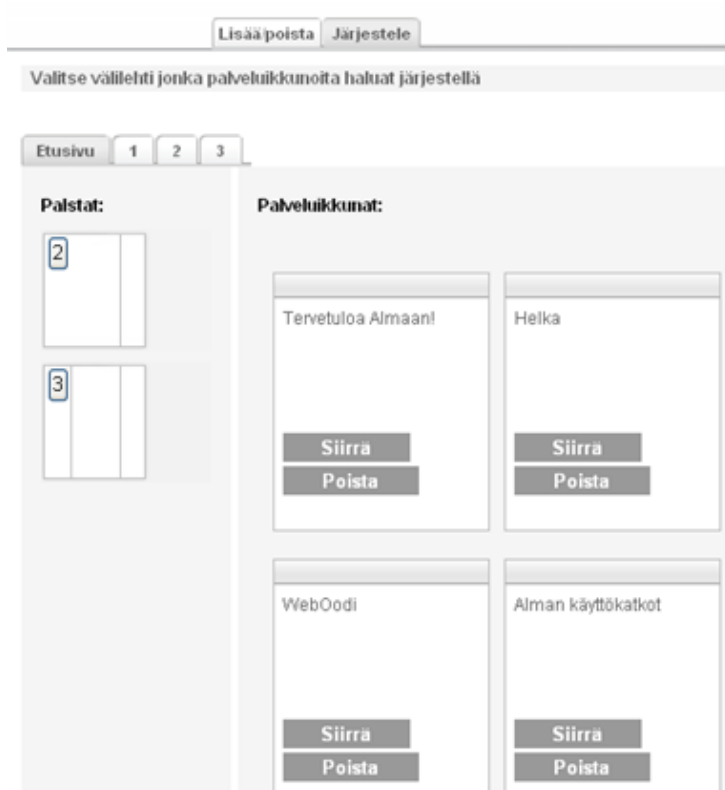 Lisää/poista Järjestele
Valitse välilehti jonka palveluikkunoita haluat järjestellä
Etusivu 1 2 3
Palstat:
2
3
Palveluikkunat:
Tervetuloa Almaan!
Siirrä
Poista
Helka
Siirrä
Poista
WebOodi
Siirrä
Poista
Alman käyttökatkot
Siirrä
Poista